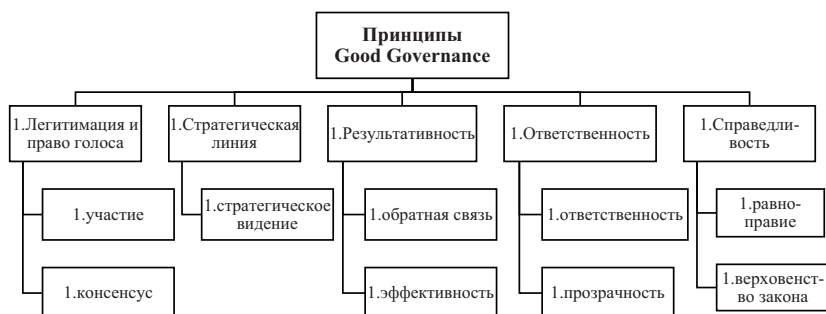 Принципы
Good Governance
1.Легитимация и
право голоса
1.Стратегическая
линия
1.Результативность
1.Ответственность
1.Справедли-
вость
1.участие
1.стратегическое
видение
1.обратная связь
1.ответственность
1.равно-
правие
1.консенсус
1.эффективность
1.прозрачность
1.верховенст-
во закона